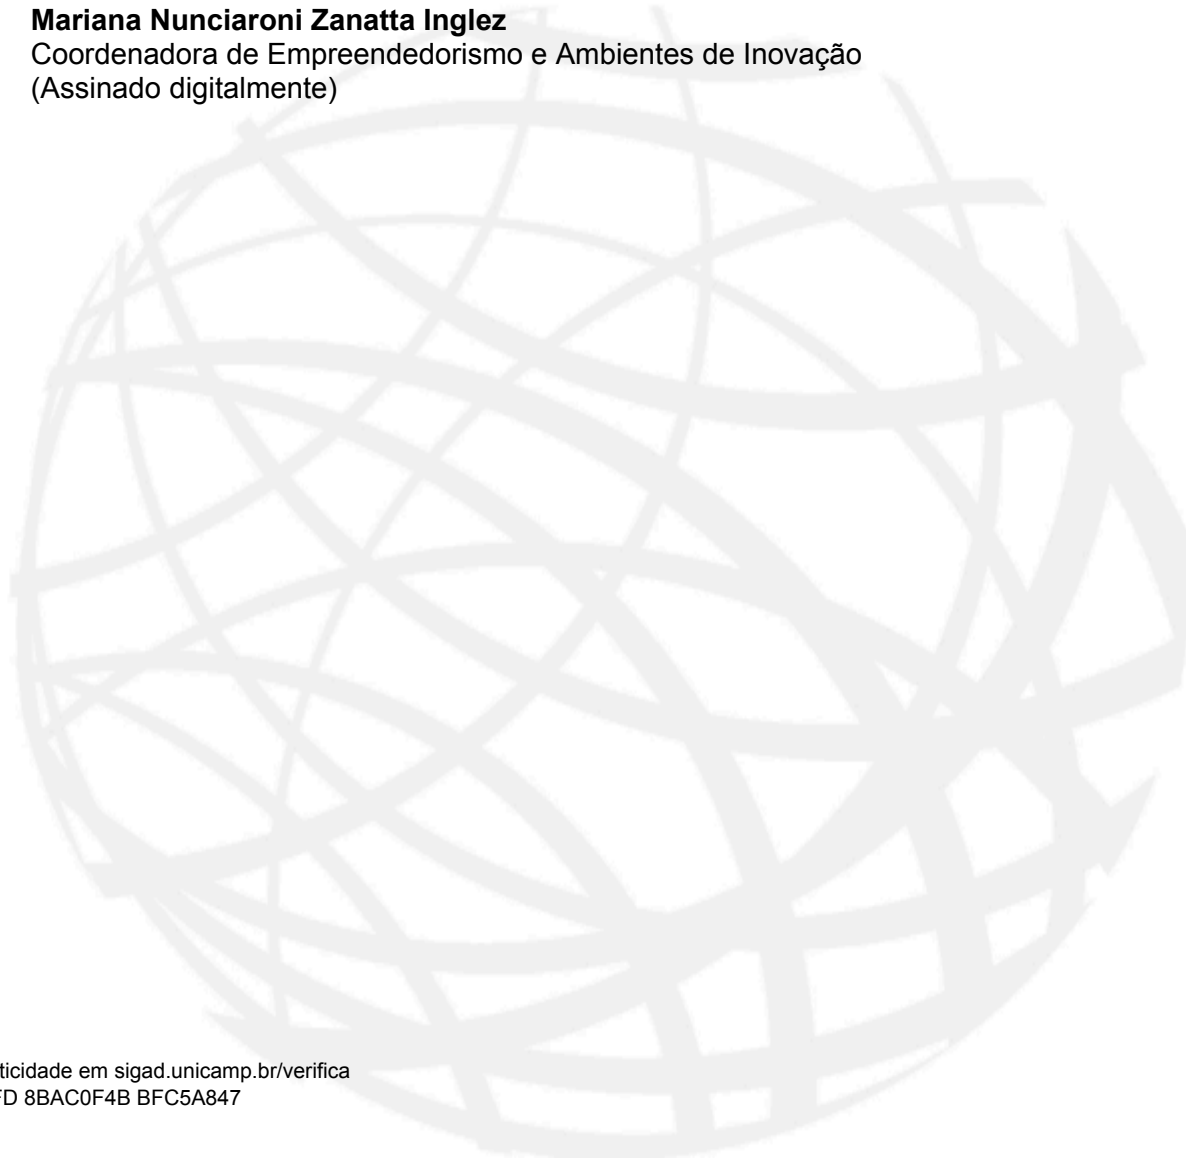 Mariana Nunciaroni Zanatta Inglez
Coordenadora de Empreendedorismo e Ambientes de Inovação
(Assinado digitalmente)
ticidade em sigad.unicamp.br/verifica
8BAC0F4B BFC5A847